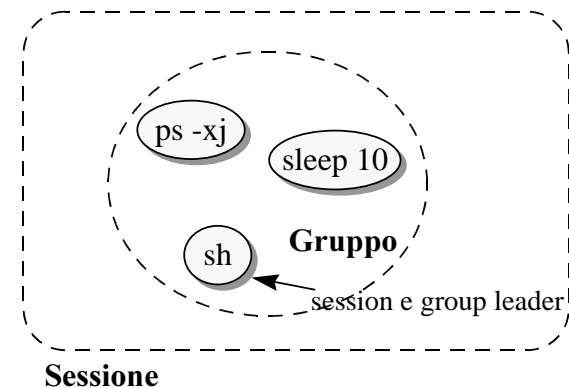 ps -xj
sleep 10
Gruppo
sh
session e group leader
Sessione